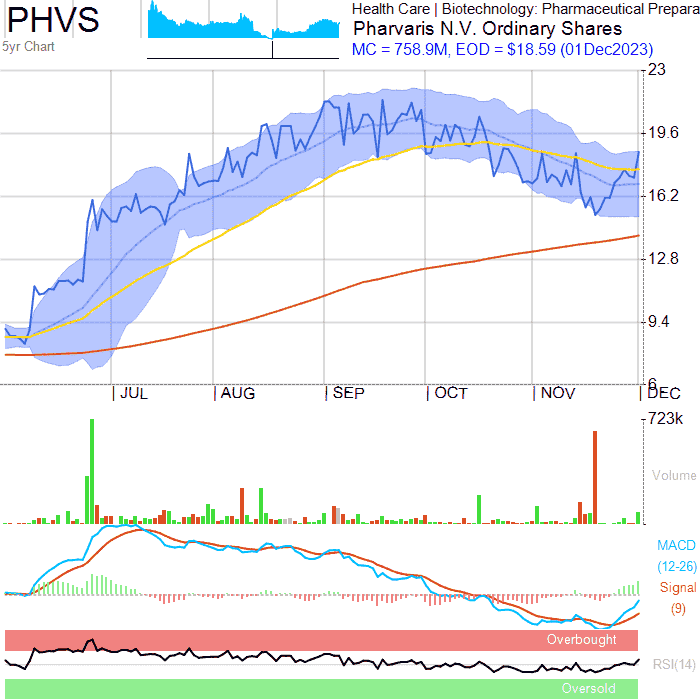 PHVS
5yr Chart
Health Care | Biotechnology: Pharmaceutical Prepara
Pharvaris N.V. Ordinary Shares
MC = 758.9M, EOD = $18.59 (01Dec2023)
23
19.6
16.2
12.8
9.4
6
JUL AUG SEP OCT NOV DEC
723k
Volume
MACD
(12-26)
Signal
(9)
Overbought
RSI(14)
Oversold